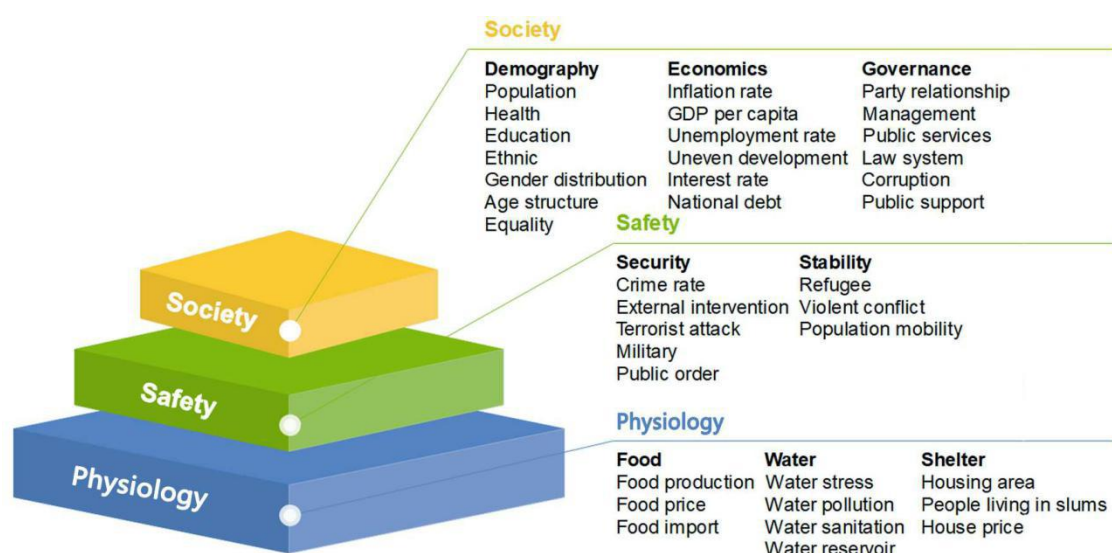 Society
Demography Economics Governance
Population Inflation rate Party relationship
Health GDP per capita Management
Education Unemployment rate Public services
Ethnic Uneven development Law system
Gender distribution Interest rate Corruption
Age structure National debt Public support
Equality
Safety
Security Stability
Crime rate Refugee
External intervention Violent conflict
Terrorist attack Population mobility
Military
Public order
Physiology
Food Water Shelter
Food production Water stress Housing area
Food price Water pollution People living in slums
Food import Water sanitation House price
Water reservoir
Society
Safety
Physiology